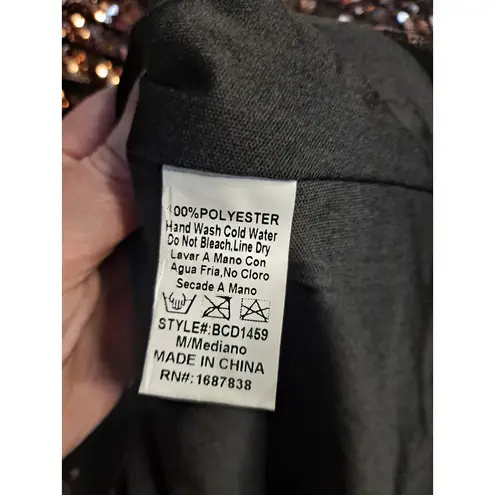 100%POLYESTER
Hand Wash Cold Water
Do Not Bleach,Line Dry
Lavar A Mano Con
Agua Fria,No Cloro
Secade A Mano
STYLE#:BCD1459
M/Mediano
MADE IN CHINA
RN#:1687838